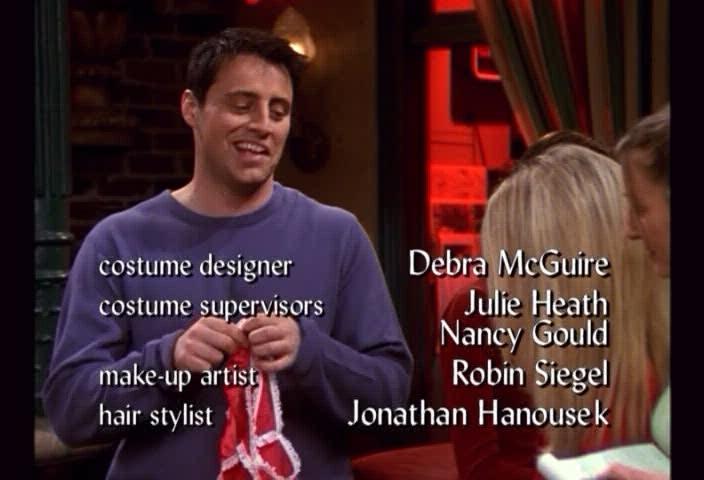 costume designer Debra McGuire
costume supervisors Julie Heath
Nancy Gould
make-up artist Robin Siegel
hair stylist Jonathan Hanousek